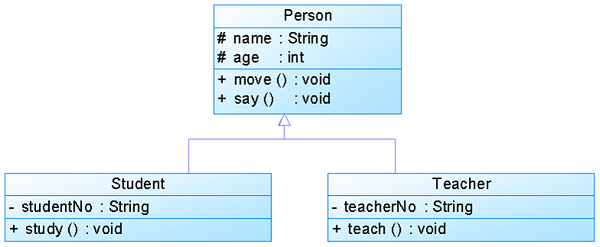 Person
# name : String
# age : int
+ move () : void
+ say () : void
Student
- studentNo : String
+ study () : void
Teacher
- teacherNo : String
+ teach () : void